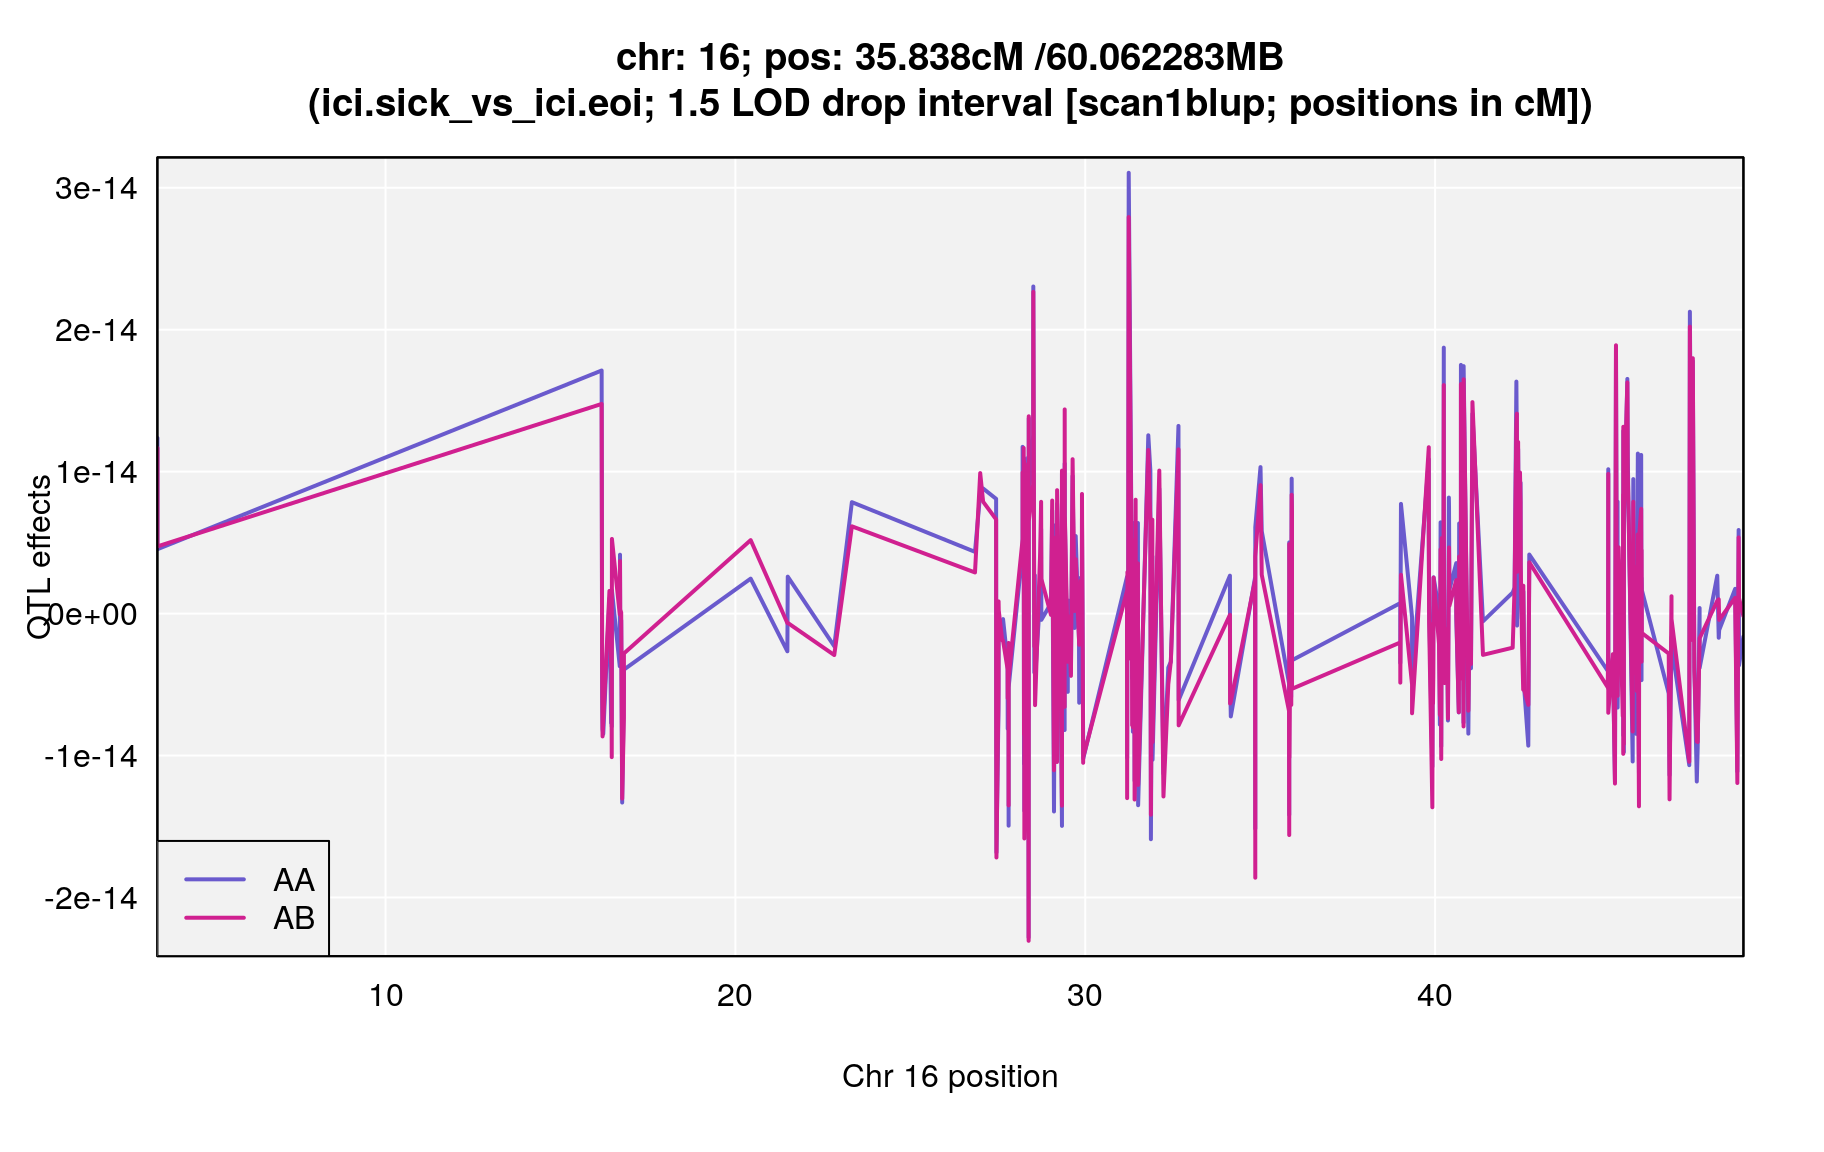 chr: 16; pos: 35.838cM /60.062283MB
(ici.sick_vs_ici.eoi; 1.5 LOD drop interval [scan1blup; positions in cM])
3e-14
2e-14
1e-14
0e+00
-1e-14
-2e-14
QTL effects
AA
AB
10 20 30 40
Chr 16 position